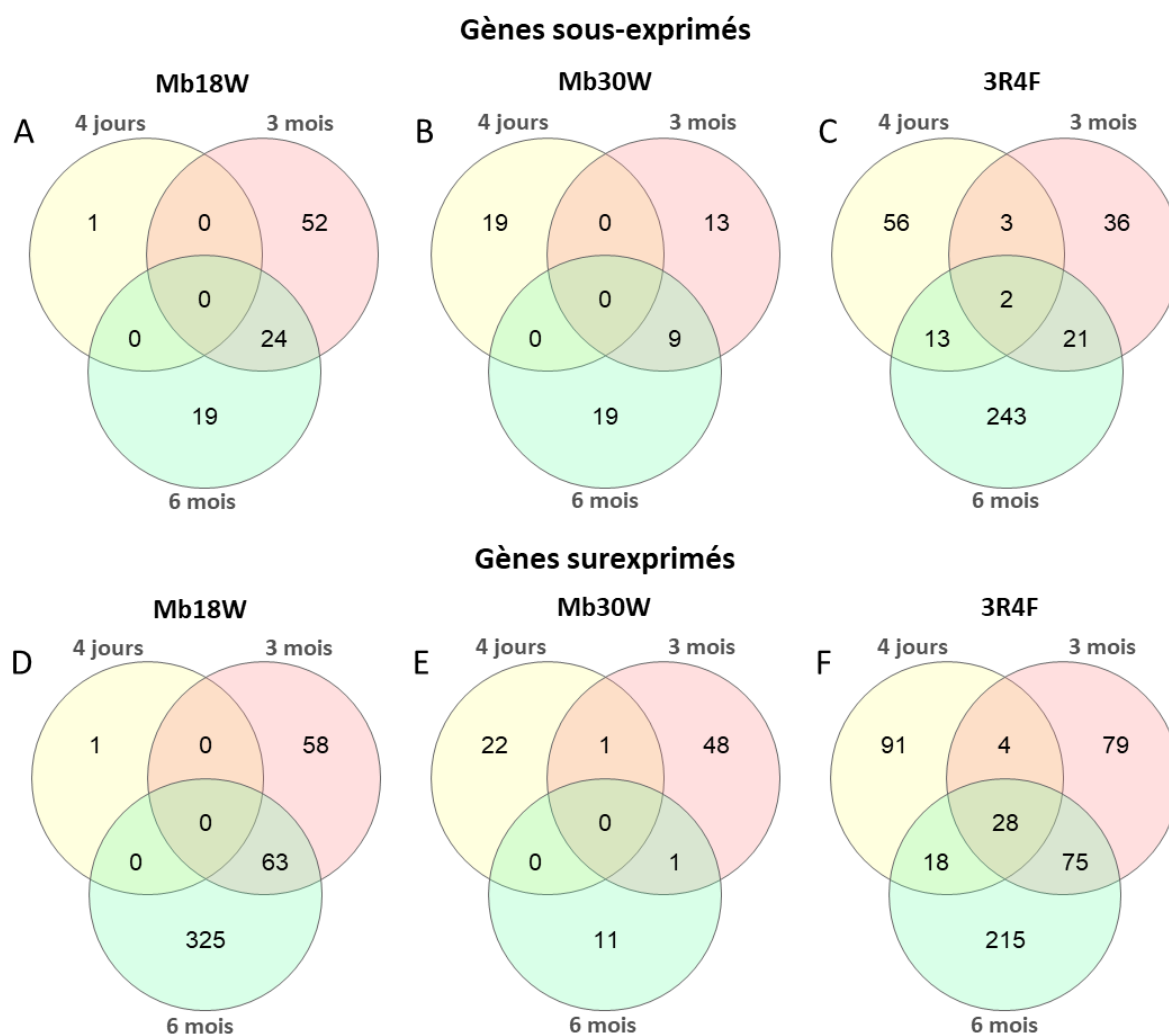 Gènes sous-exprimés
Mb18W Mb30W 3R4F
A 4 jours 3 mois B 4 jours 3 mois C 4 jours 3 mois
1 0 52 19 0 13 56 3 36
0 0 2
0 24 0 9 13 21
19 19 243
6 mois 6 mois 6 mois
Gènes surexprimés
Mb18W Mb30W 3R4F
D 4 jours 3 mois E 4 jours 3 mois F 4 jours 3 mois
1 0 58 22 1 48 91 4 79
0 0 28
0 63 0 1 18 75
325 11 215
6 mois 6 mois 6 mois